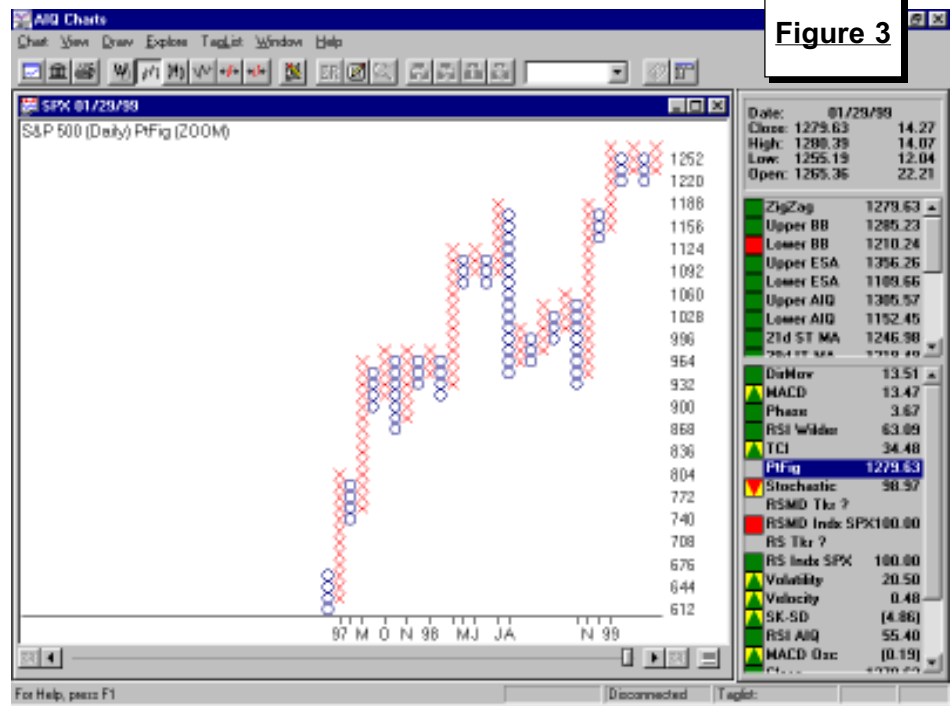 AIQ Charts
Figure 3
Chart View Draw Explore TagList Window Help
SPX 01/29/99
S&P 500 (Daily) PtFig (ZOOM)
1252
1220
1188
1156
1124
1092
1060
1028
996
964
932
900
868
836
804
772
740
708
676
644
612
97 M O N 98 M J J A N 99
Date: 01/29/99
Close: 1279.63 14.27
High: 1280.39 14.07
Low: 1255.19 12.04
Open: 1265.36 22.21
ZigZag 1279.63
Upper BB 1285.23
Lower BB 1210.24
Upper ESA 1356.26
Lower ESA 1109.66
Upper AIQ 1305.57
Lower AIQ 1152.45
21d ST MA 1246.98
DirMov 13.51
MACD 13.47
Phase 3.67
RSI Wilder 63.09
TCI 34.48
PtFig 1279.63
Stochastic 98.97
RSMD Tkr ?
RSMD Indx SPX100.00
RS Tkr ?
RS Indx SPX 100.00
Volatility 20.50
Velocity 0.48
SK-SD (4.86)
RSI AIQ 55.40
MACD Osc (0.19)
For Help, press F1
Disconnected
Taglist: